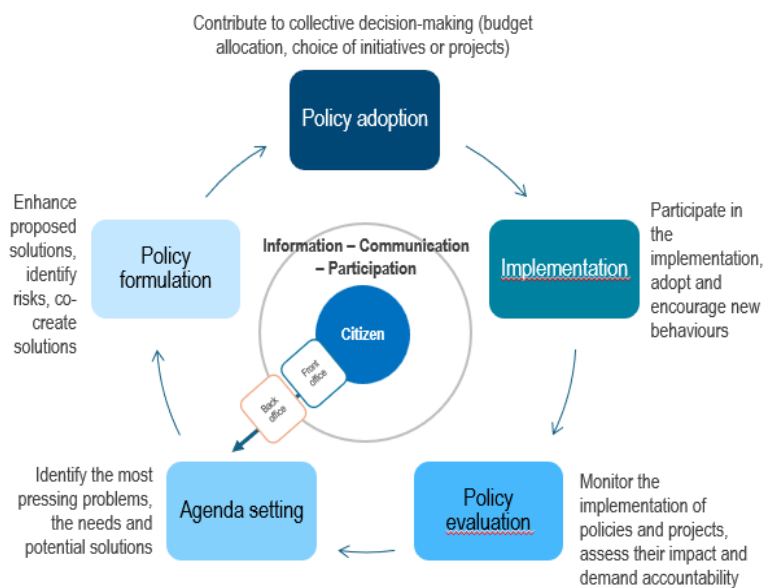 Contribute to collective decision-making (budget
allocation, choice of initiatives or projects)
Policy adoption
Enhance
proposed
solutions,
identify
risks, co-
create
solutions
Policy
formulation
Information – Communication
– Participation
Implementation
Participate in
the
implementation,
adopt and
encourage new
behaviours
Citizen
Front
office
Back
office
Identify the most
pressing problems,
the needs and
potential solutions
Agenda setting
Policy
evaluation
Monitor the
implementation of
policies and projects,
assess their impact and
demand accountability